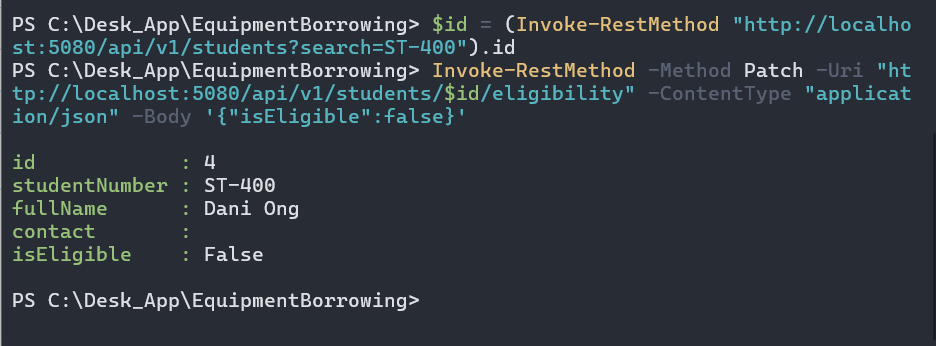 PS C:\Desk_App\EquipmentBorrowing> $id = (Invoke-RestMethod "http://localho
st:5080/api/v1/students?search=ST-400").id
PS C:\Desk_App\EquipmentBorrowing> Invoke-RestMethod -Method Patch -Uri "ht
tp://localhost:5080/api/v1/students/$id/eligibility" -ContentType "applicat
ion/json" -Body '{"isEligible":false}'
id            : 4
studentNumber : ST-400
fullName      : Dani Ong
contact       :
isEligible    : False
PS C:\Desk_App\EquipmentBorrowing>